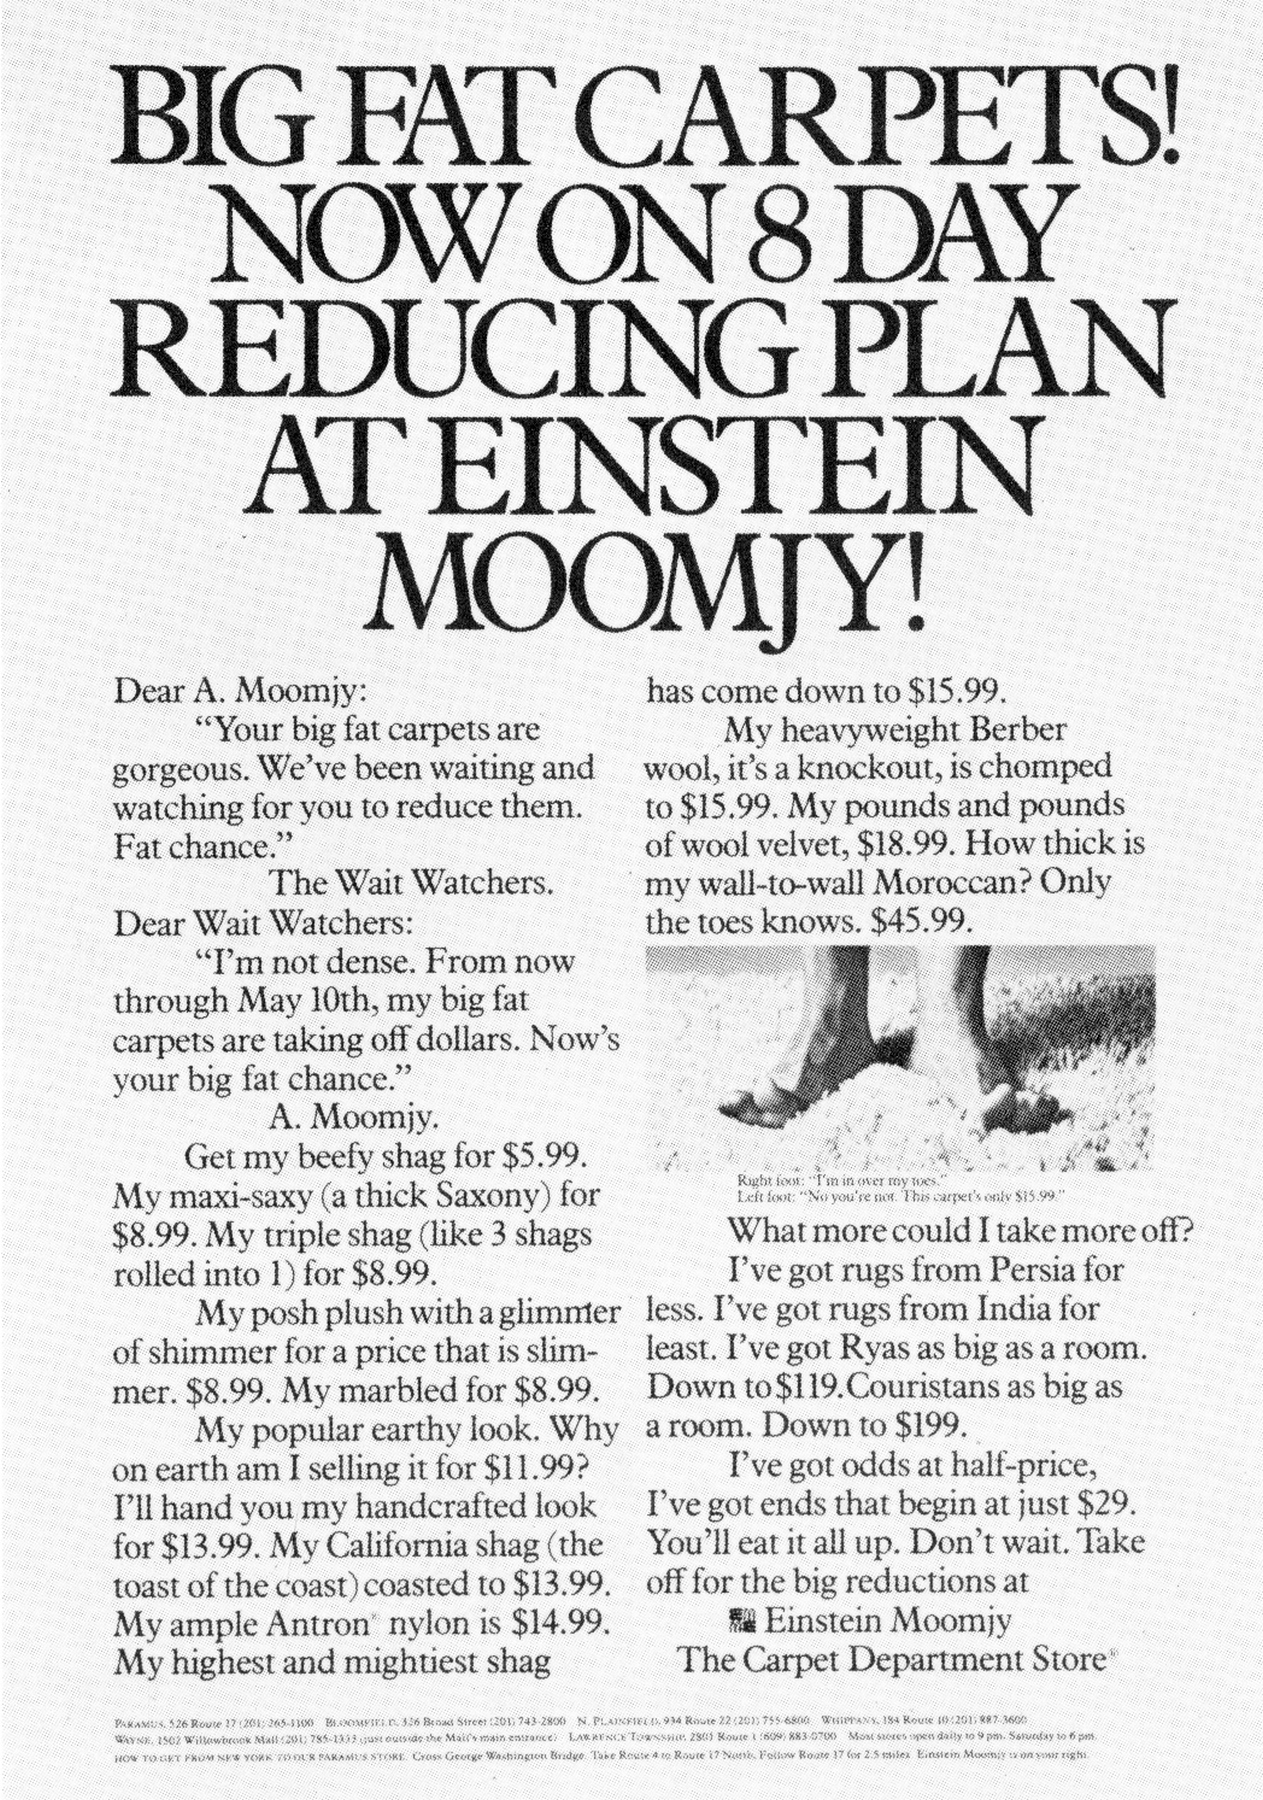 BIG FAT CARPETS!
NOW ON 8 DAY
REDUCING PLAN
AT EINSTEIN
MOOMJY!
Dear A. Moomjy:
“Your big fat carpets are
gorgeous. We’ve been waiting and
watching for you to reduce them.
Fat chance.”
The Wait Watchers.
Dear Wait Watchers:
“I’m not dense. From now
through May 10th, my big fat
carpets are taking off dollars. Now’s
your big fat chance.”
A. Moomjy.
Get my beefy shag for $5.99.
My maxi-saxy (a thick Saxony) for
$8.99. My triple shag (like 3 shags
rolled into 1) for $8.99.
My posh plush with a glimmer
of shimmer for a price that is slim-
mer. $8.99. My marbled for $8.99.
My popular earthy look. Why
on earth am I selling it for $11.99?
I’ll hand you my handcrafted look
for $13.99. My California shag (the
toast of the coast) coasted to $13.99.
My ample Antron® nylon is $14.99.
My highest and mightiest shag
has come down to $15.99.
My heavyweight Berber
wool, it’s a knockout, is chomped
to $15.99. My pounds and pounds
of wool velvet, $18.99. How thick is
my wall-to-wall Moroccan? Only
the toes knows. $45.99.
Right foot: “I’m in over my toes.”
Left foot: “No you’re not. This carpet’s only $15.99.”
What more could I take more off?
I’ve got rugs from Persia for
less. I’ve got rugs from India for
least. I’ve got Ryas as big as a room.
Down to $119. Couristans as big as
a room. Down to $199.
I’ve got odds at half-price,
I’ve got ends that begin at just $29.
You’ll eat it all up. Don’t wait. Take
off for the big reductions at
Einstein Moomjy
The Carpet Department Store®
PARAMUS, 526 Route 17 (201) 265-1100 BLOOMFIELD, 326 Broad Street (201) 743-2800 N. PLAINFIELD, 934 Route 22 (201) 755-6800 WHIPPANY, 184 Route 10 (201) 887-3600
WAYNE, 1502 Willowbrook Mall (201) 785-1333 (just outside the Mall’s main entrance) LAWRENCE TOWNSHIP, 2801 Route 1 (609) 883-0700 Most stores open daily to 9 pm. Saturday to 6 pm.
HOW TO GET FROM NEW YORK TO OUR PARAMUS STORE. Cross George Washington Bridge. Take Route 4 to Route 17 North. Follow Route 17 for 2.5 miles. Einstein Moomjy is on your right.